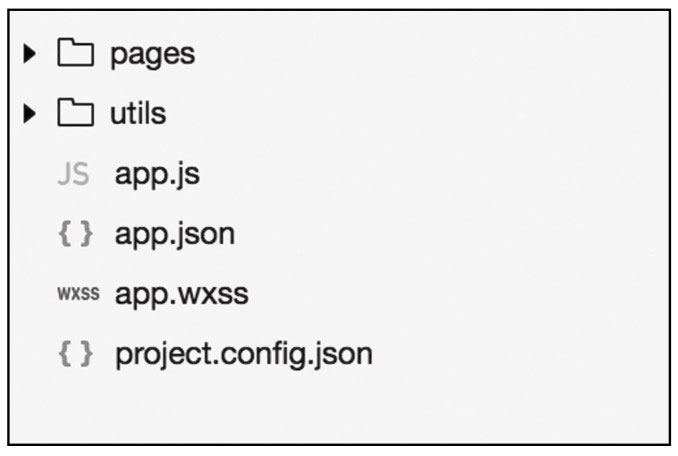 pages
utils
JS app.js
{ } app.json
wxss app.wxss
{ } project.config.json